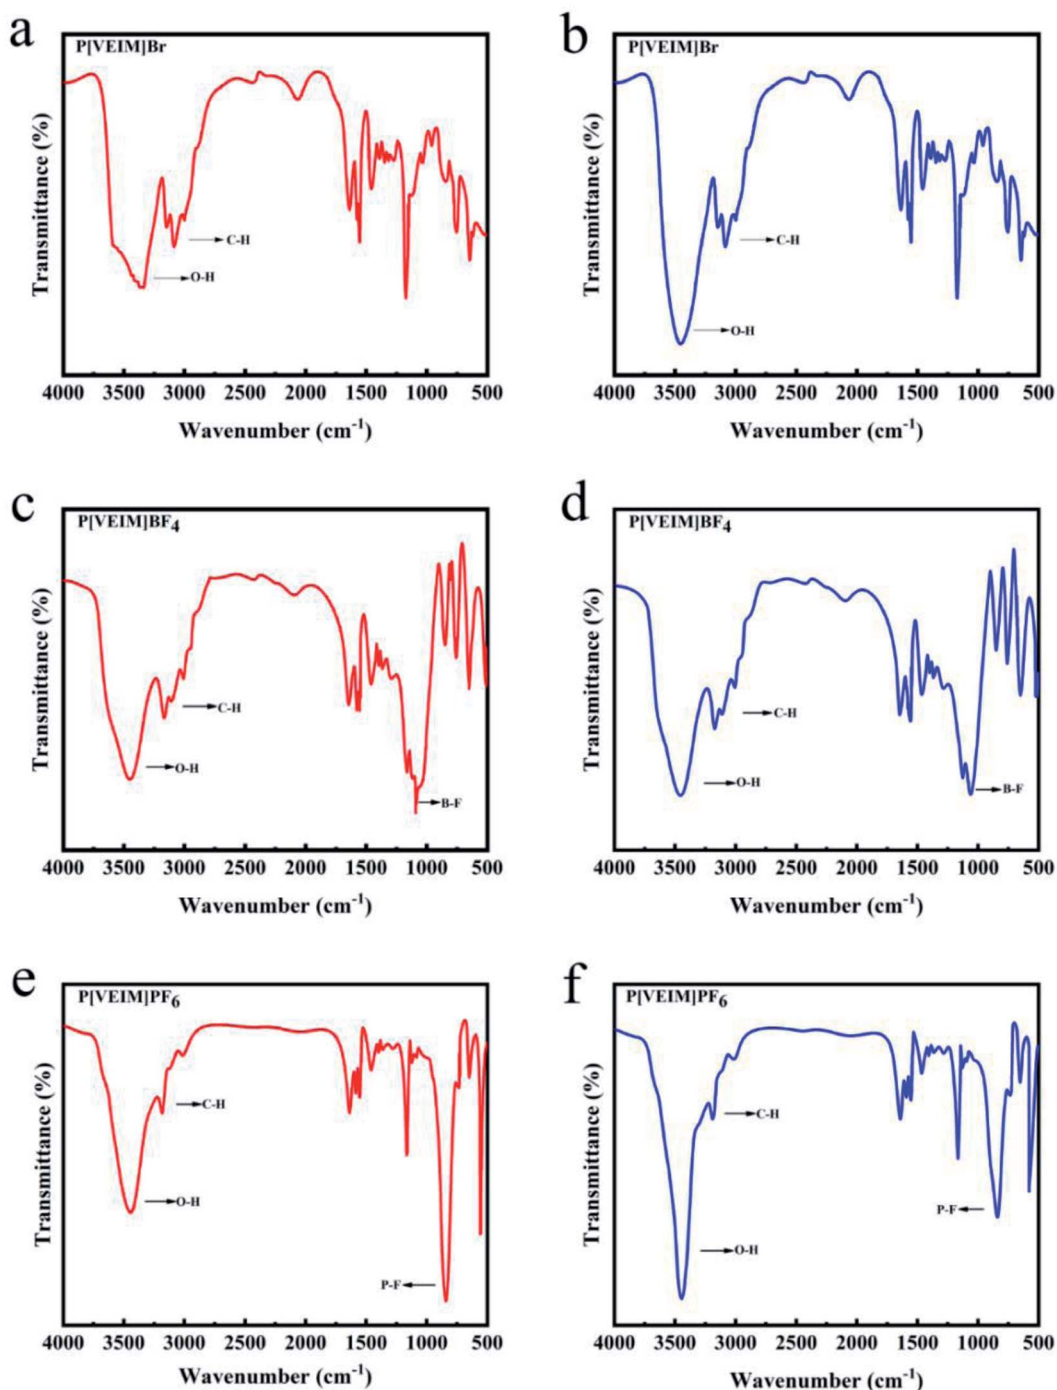 a
P[VEIM]Br
Transmittance (%)
C-H
O-H
4000 3500 3000 2500 2000 1500 1000 500
Wavenumber (cm-1)
b
P[VEIM]Br
Transmittance (%)
C-H
O-H
4000 3500 3000 2500 2000 1500 1000 500
Wavenumber (cm-1)
c
P[VEIM]BF4
Transmittance (%)
C-H
O-H
B-F
4000 3500 3000 2500 2000 1500 1000 500
Wavenumber (cm-1)
d
P[VEIM]BF4
Transmittance (%)
C-H
O-H
B-F
4000 3500 3000 2500 2000 1500 1000 500
Wavenumber (cm-1)
e
P[VEIM]PF6
Transmittance (%)
C-H
O-H
P-F
4000 3500 3000 2500 2000 1500 1000 500
Wavenumber (cm-1)
f
P[VEIM]PF6
Transmittance (%)
C-H
P-F
O-H
4000 3500 3000 2500 2000 1500 1000 500
Wavenumber (cm-1)